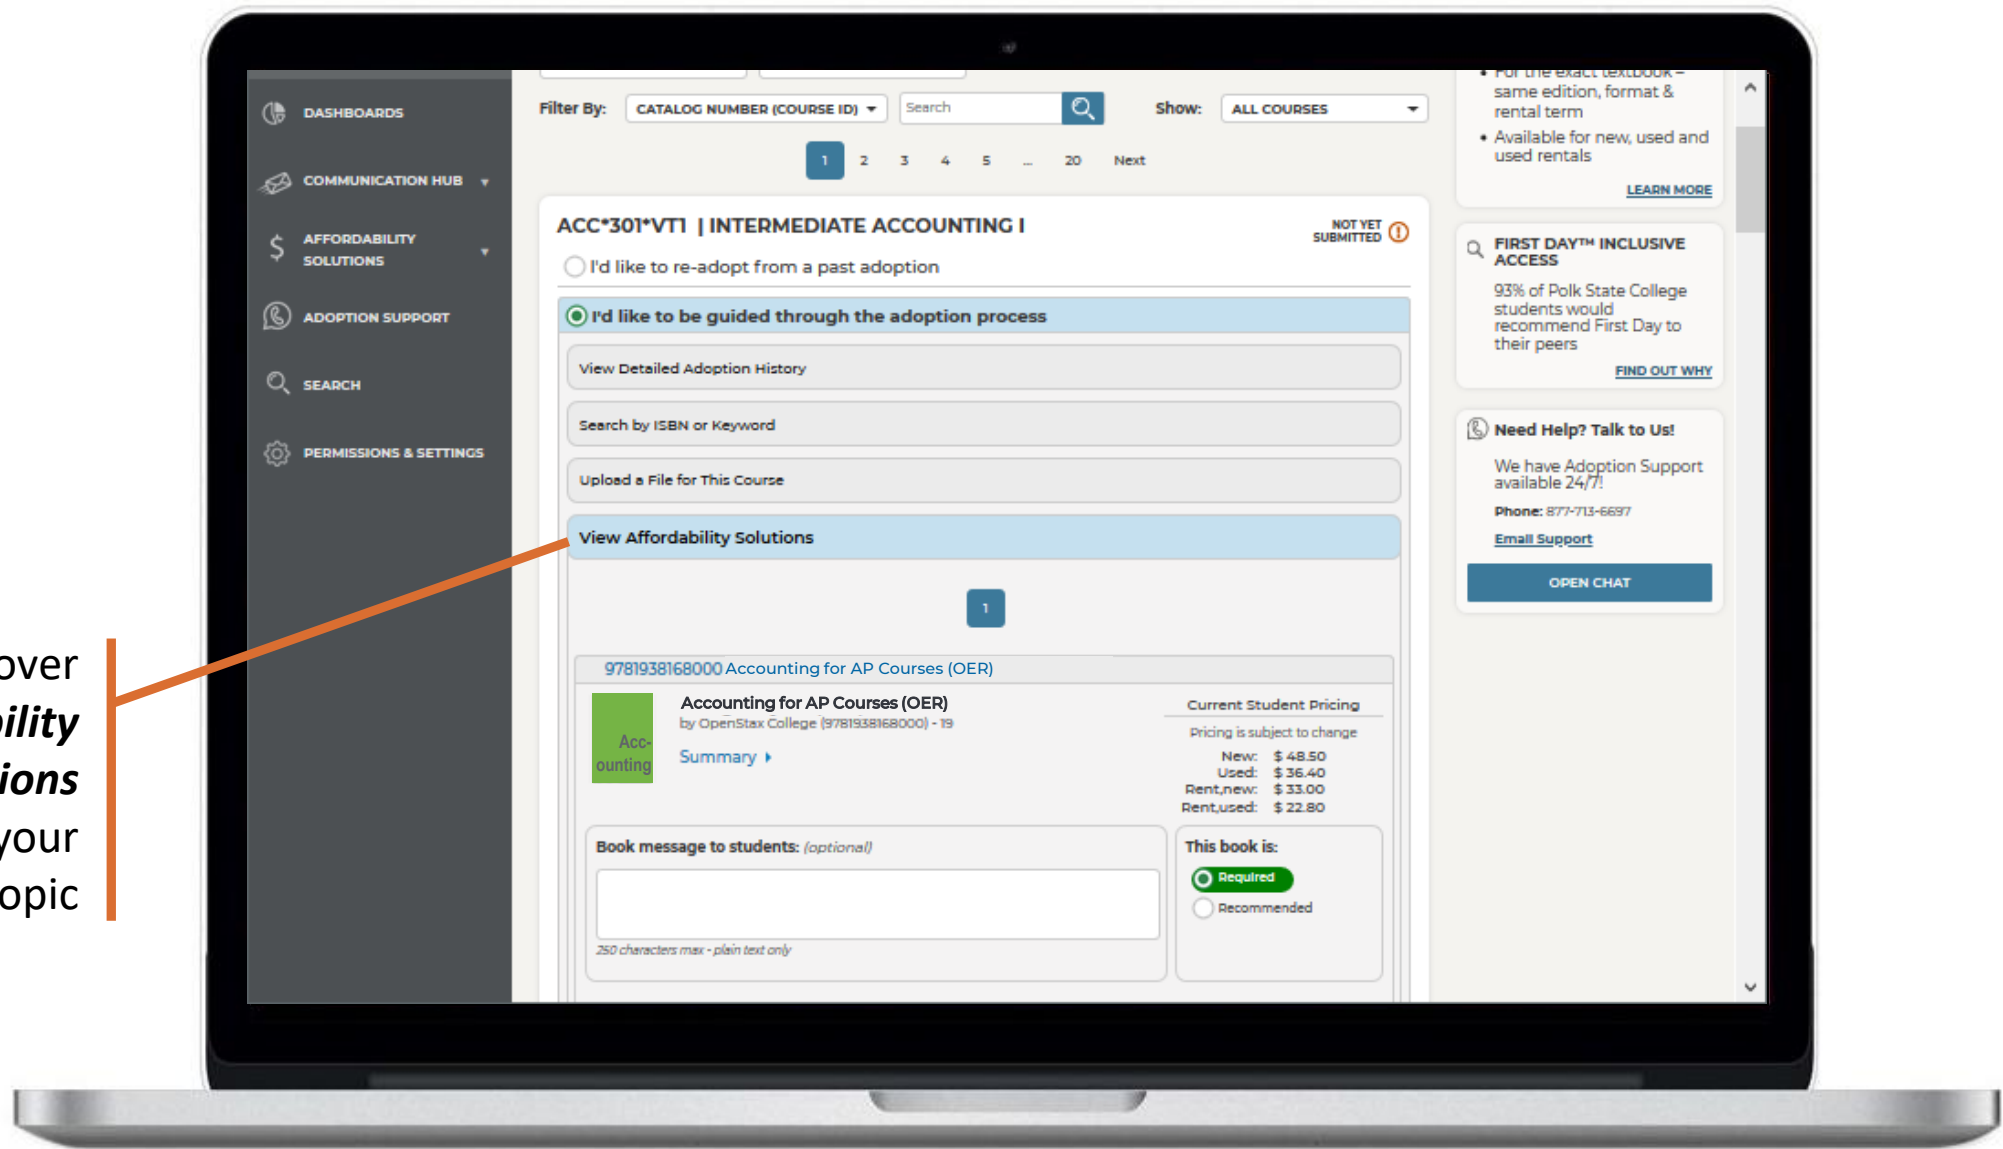 DASHBOARDS
COMMUNICATION HUB
AFFORDABILITY
SOLUTIONS
ADOPTION SUPPORT
SEARCH
PERMISSIONS & SETTINGS
over
bility
ions
your
opic
Filter By: CATALOG NUMBER (COURSE ID) Search Show: ALL COURSES
1 2 3 4 5 ... 20 Next
ACC*301*VT1 | INTERMEDIATE ACCOUNTING I
NOT YET
SUBMITTED
I'd like to re-adopt from a past adoption
I'd like to be guided through the adoption process
View Detailed Adoption History
Search by ISBN or Keyword
Upload a File for This Course
View Affordability Solutions
1
9781938168000 Accounting for AP Courses (OER)
Acc-
ounting
Accounting for AP Courses (OER)
by OpenStax College (9781938168000) - 19
Summary
Current Student Pricing
Pricing is subject to change
New: $ 48.50
Used: $ 36.40
Rent,new: $ 33.00
Rent,used: $ 22.80
Book message to students: (optional)
250 characters max - plain text only
This book is:
Required
Recommended
• For the exact textbook –
same edition, format &
rental term
• Available for new, used and
used rentals
LEARN MORE
FIRST DAY™ INCLUSIVE
ACCESS
93% of Polk State College
students would
recommend First Day to
their peers
FIND OUT WHY
Need Help? Talk to Us!
We have Adoption Support
available 24/7!
Phone: 877-713-6697
Email Support
OPEN CHAT